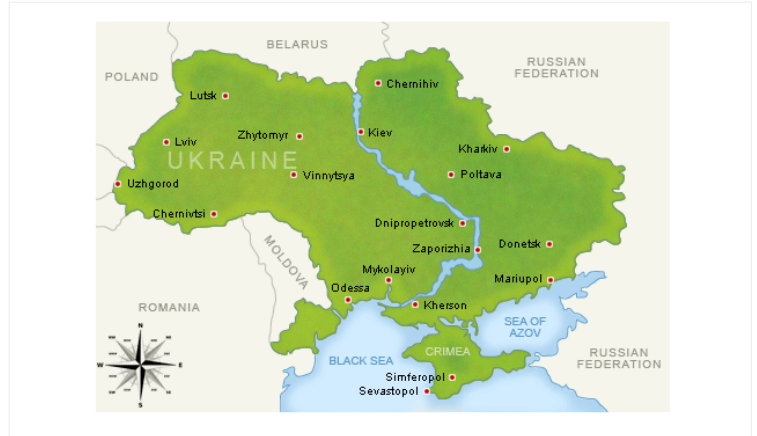 BELARUS
RUSSIAN
FEDERATION
POLAND
Chernihiv
Lutsk
Kiev
Zhytomyr
Lviv
Kharkiv
UKRAINE
Vinnytsya
Poltava
Uzhgorod
Chernivtsi
Dnipropetrovsk
Donetsk
Zaporizhia
MOLDOVA
Mykolayiv
Mariupol
Odessa
Kherson
ROMANIA
SEA OF
AZOV
N
CRIMEA
BLACK SEA
RUSSIAN
FEDERATION
W
E
Simferopol
Sevastopol
S